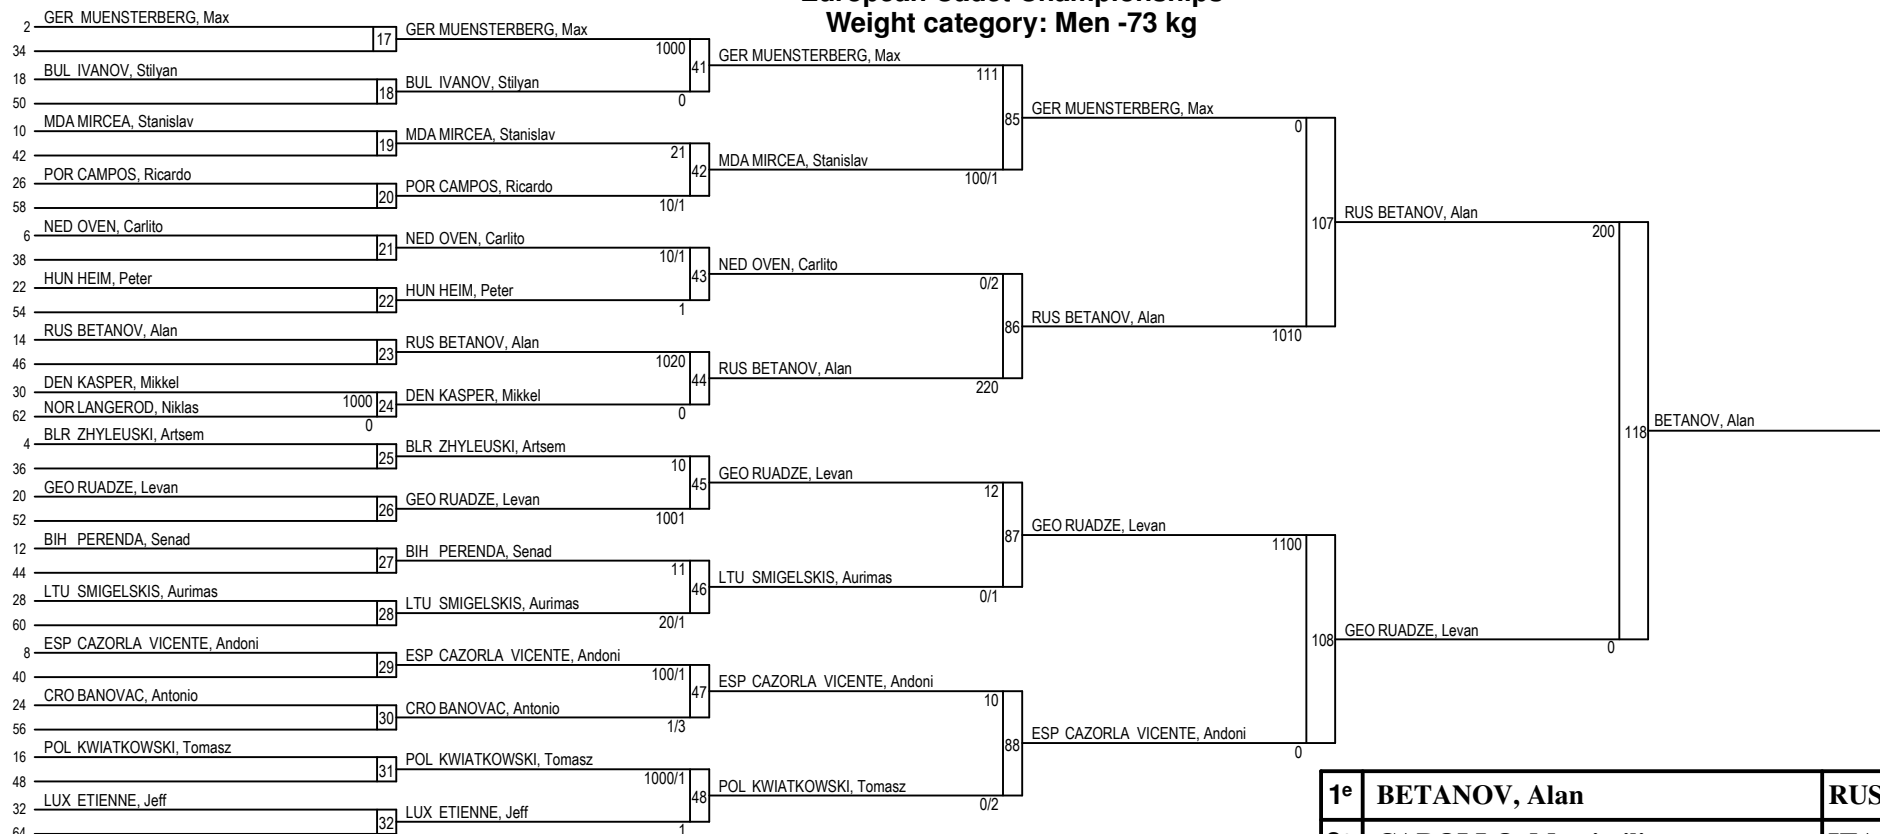 European Cadet Championships
Weight category: Men -73 kg
2 GER MUENSTERBERG, Max
34
17 GER MUENSTERBERG, Max
1000
18 BUL IVANOV, Stilyan
50
18 BUL IVANOV, Stilyan
0
41 GER MUENSTERBERG, Max
111
10 MDA MIRCEA, Stanislav
42
19 MDA MIRCEA, Stanislav
21
26 POR CAMPOS, Ricardo
58
20 POR CAMPOS, Ricardo
10/1
42 MDA MIRCEA, Stanislav
100/1
85 GER MUENSTERBERG, Max
0
6 NED OVEN, Carlito
38
21 NED OVEN, Carlito
10/1
22 HUN HEIM, Peter
54
22 HUN HEIM, Peter
1
43 NED OVEN, Carlito
0/2
14 RUS BETANOV, Alan
46
23 RUS BETANOV, Alan
1020
30 DEN KASPER, Mikkel
1000
62 NOR LANGEROD, Niklas
0
24 DEN KASPER, Mikkel
0
44 RUS BETANOV, Alan
220
86 RUS BETANOV, Alan
1010
107 RUS BETANOV, Alan
200
4 BLR ZHYLEUSKI, Artsem
36
25 BLR ZHYLEUSKI, Artsem
10
20 GEO RUADZE, Levan
52
26 GEO RUADZE, Levan
1001
45 GEO RUADZE, Levan
12
12 BIH PERENDA, Senad
44
27 BIH PERENDA, Senad
11
28 LTU SMIGELSKIS, Aurimas
60
28 LTU SMIGELSKIS, Aurimas
20/1
46 LTU SMIGELSKIS, Aurimas
0/1
87 GEO RUADZE, Levan
1100
8 ESP CAZORLA VICENTE, Andoni
40
29 ESP CAZORLA VICENTE, Andoni
100/1
24 CRO BANOVAC, Antonio
56
30 CRO BANOVAC, Antonio
1/3
47 ESP CAZORLA VICENTE, Andoni
10
16 POL KWIATKOWSKI, Tomasz
48
31 POL KWIATKOWSKI, Tomasz
1000/1
32 LUX ETIENNE, Jeff
64
32 LUX ETIENNE, Jeff
1
48 POL KWIATKOWSKI, Tomasz
0/2
88 ESP CAZORLA VICENTE, Andoni
0
108 GEO RUADZE, Levan
0
118 BETANOV, Alan
1e BETANOV, Alan RUS